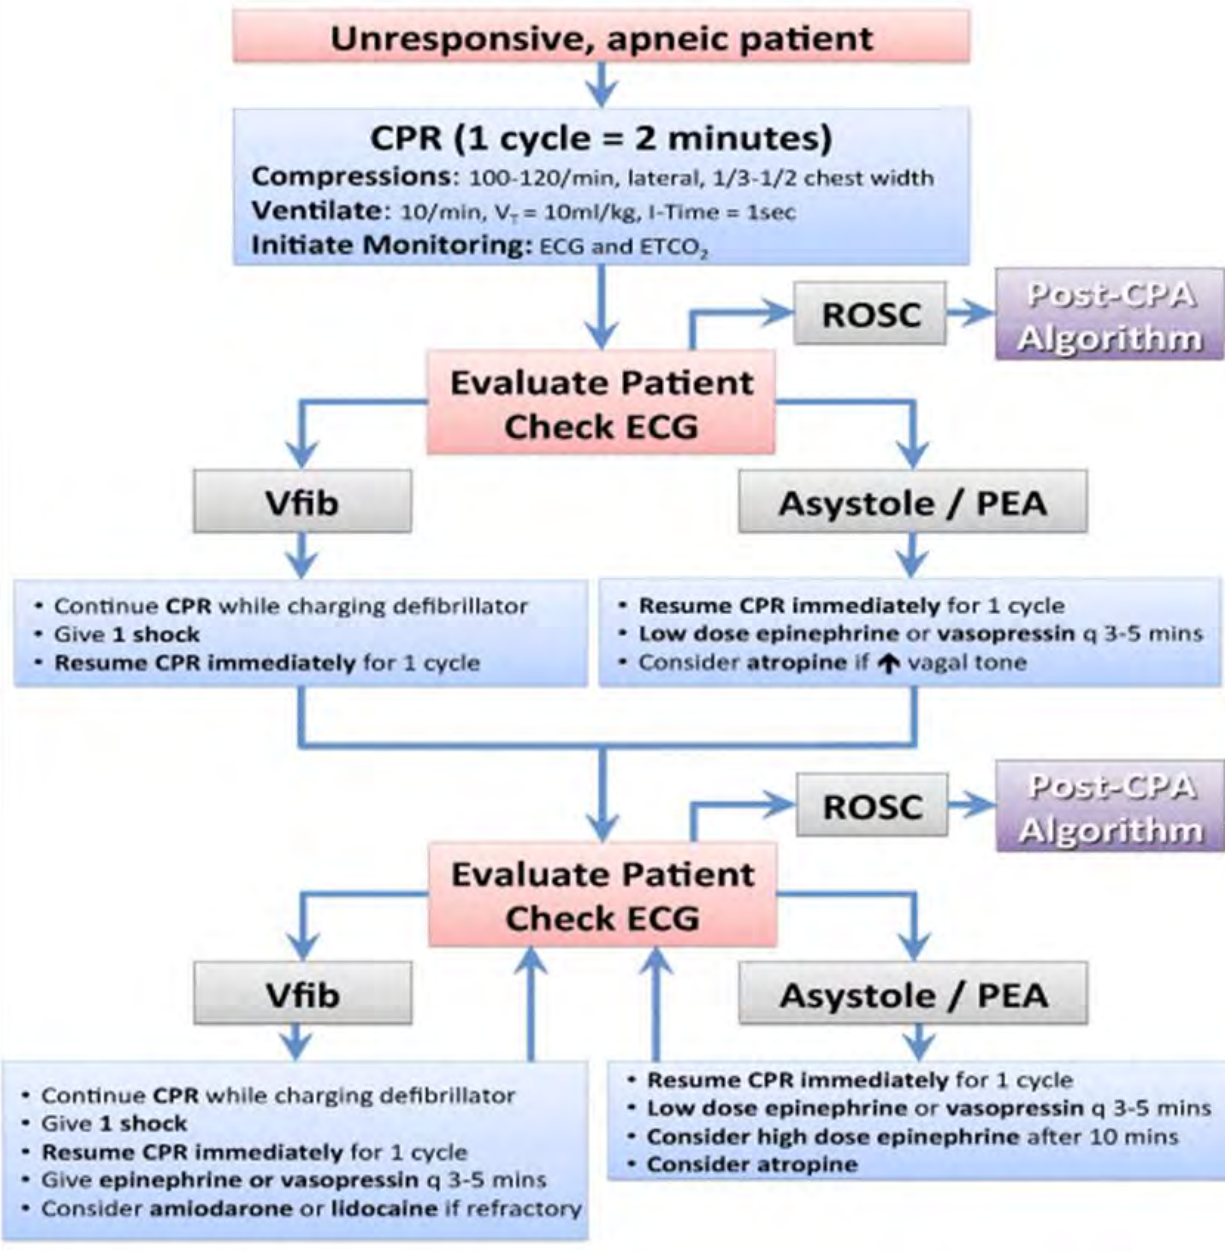 Unresponsive, apneic patient
CPR (1 cycle = 2 minutes)
Compressions: 100-120/min, lateral, 1/3-1/2 chest width
Ventilate: 10/min, VT = 10ml/kg, I-Time = 1sec
Initiate Monitoring: ECG and ETCO₂
ROSC
Post-CPA
Algorithm
Evaluate Patient
Check ECG
Vfib
Asystole / PEA
• Continue CPR while charging defibrillator
• Give 1 shock
• Resume CPR immediately for 1 cycle
• Resume CPR immediately for 1 cycle
• Low dose epinephrine or vasopressin q 3-5 mins
• Consider atropine if ↑ vagal tone
ROSC
Post-CPA
Algorithm
Evaluate Patient
Check ECG
Vfib
Asystole / PEA
• Continue CPR while charging defibrillator
• Give 1 shock
• Resume CPR immediately for 1 cycle
• Give epinephrine or vasopressin q 3-5 mins
• Consider amiodarone or lidocaine if refractory
• Resume CPR immediately for 1 cycle
• Low dose epinephrine or vasopressin q 3-5 mins
• Consider high dose epinephrine after 10 mins
• Consider atropine